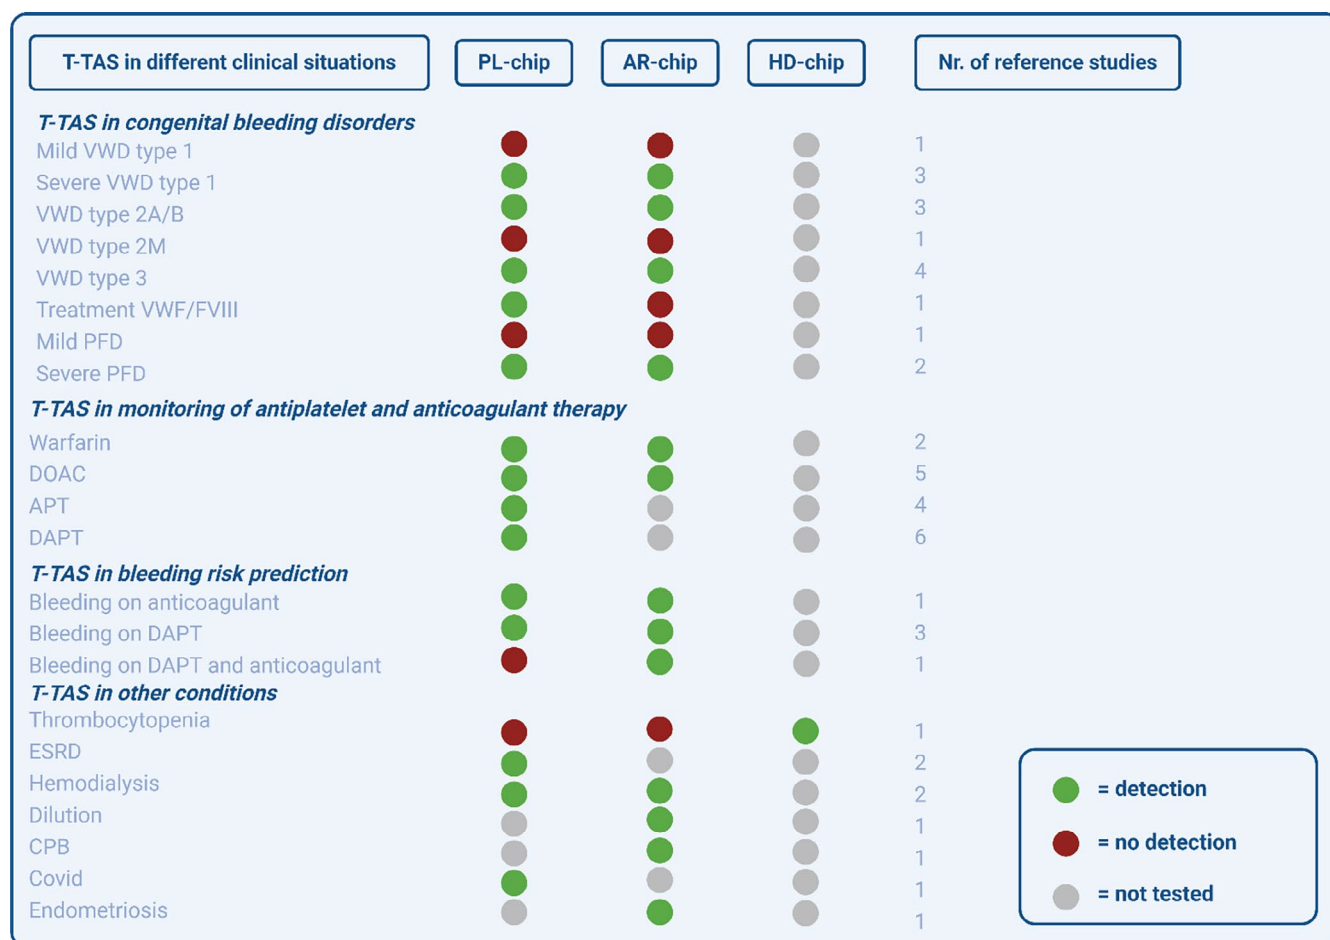 T-TAS in different clinical situations PL-chip AR-chip HD-chip Nr. of reference studies
T-TAS in congenital bleeding disorders
Mild VWD type 1 1
Severe VWD type 1 3
VWD type 2A/B 3
VWD type 2M 1
VWD type 3 4
Treatment VWF/FVIII 1
Mild PFD 1
Severe PFD 2
T-TAS in monitoring of antiplatelet and anticoagulant therapy
Warfarin 2
DOAC 5
APT 4
DAPT 6
T-TAS in bleeding risk prediction
Bleeding on anticoagulant 1
Bleeding on DAPT 3
Bleeding on DAPT and anticoagulant 1
T-TAS in other conditions
Thrombocytopenia 1
ESRD 2
Hemodialysis 2
Dilution 1
CPB 1
Covid 1
Endometriosis 1
= detection
= no detection
= not tested